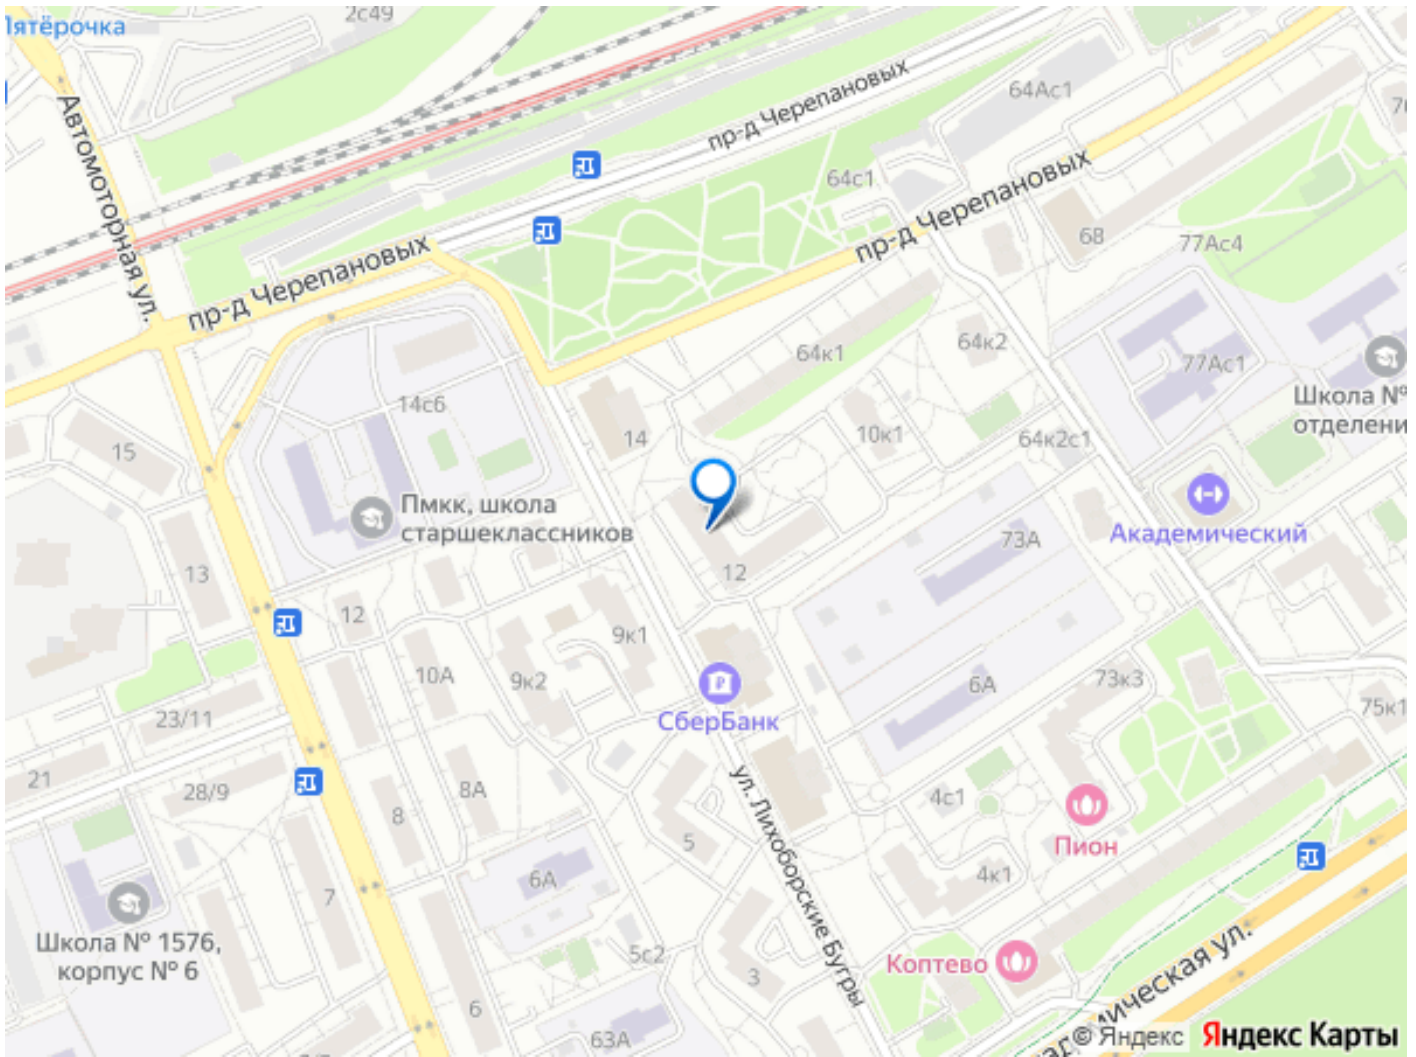 2с49
Пятёрочка
Автомоторная ул.
пр-д Черепановых
64Ас1
64с1
пр-д Черепановых
68
77Ас4
пр-д Черепановых
64к1
64к2
77Ас1
Школа №
отделени
14с6
14
15
10к1
64к2с1
Пмкк, школа
старшеклассников
Академический
73А
13
12
12
9к1
10А
9к2
6А
73к3
75к1
СберБанк
23/11
21
28/9
8А
8
ул. Лихоборские Бугры
4с1
5
Пион
6А
4к1
7
Школа № 1576,
корпус № 6
5с2
3
Коптево
6
63А
© Яндекс
Яндекс Карты